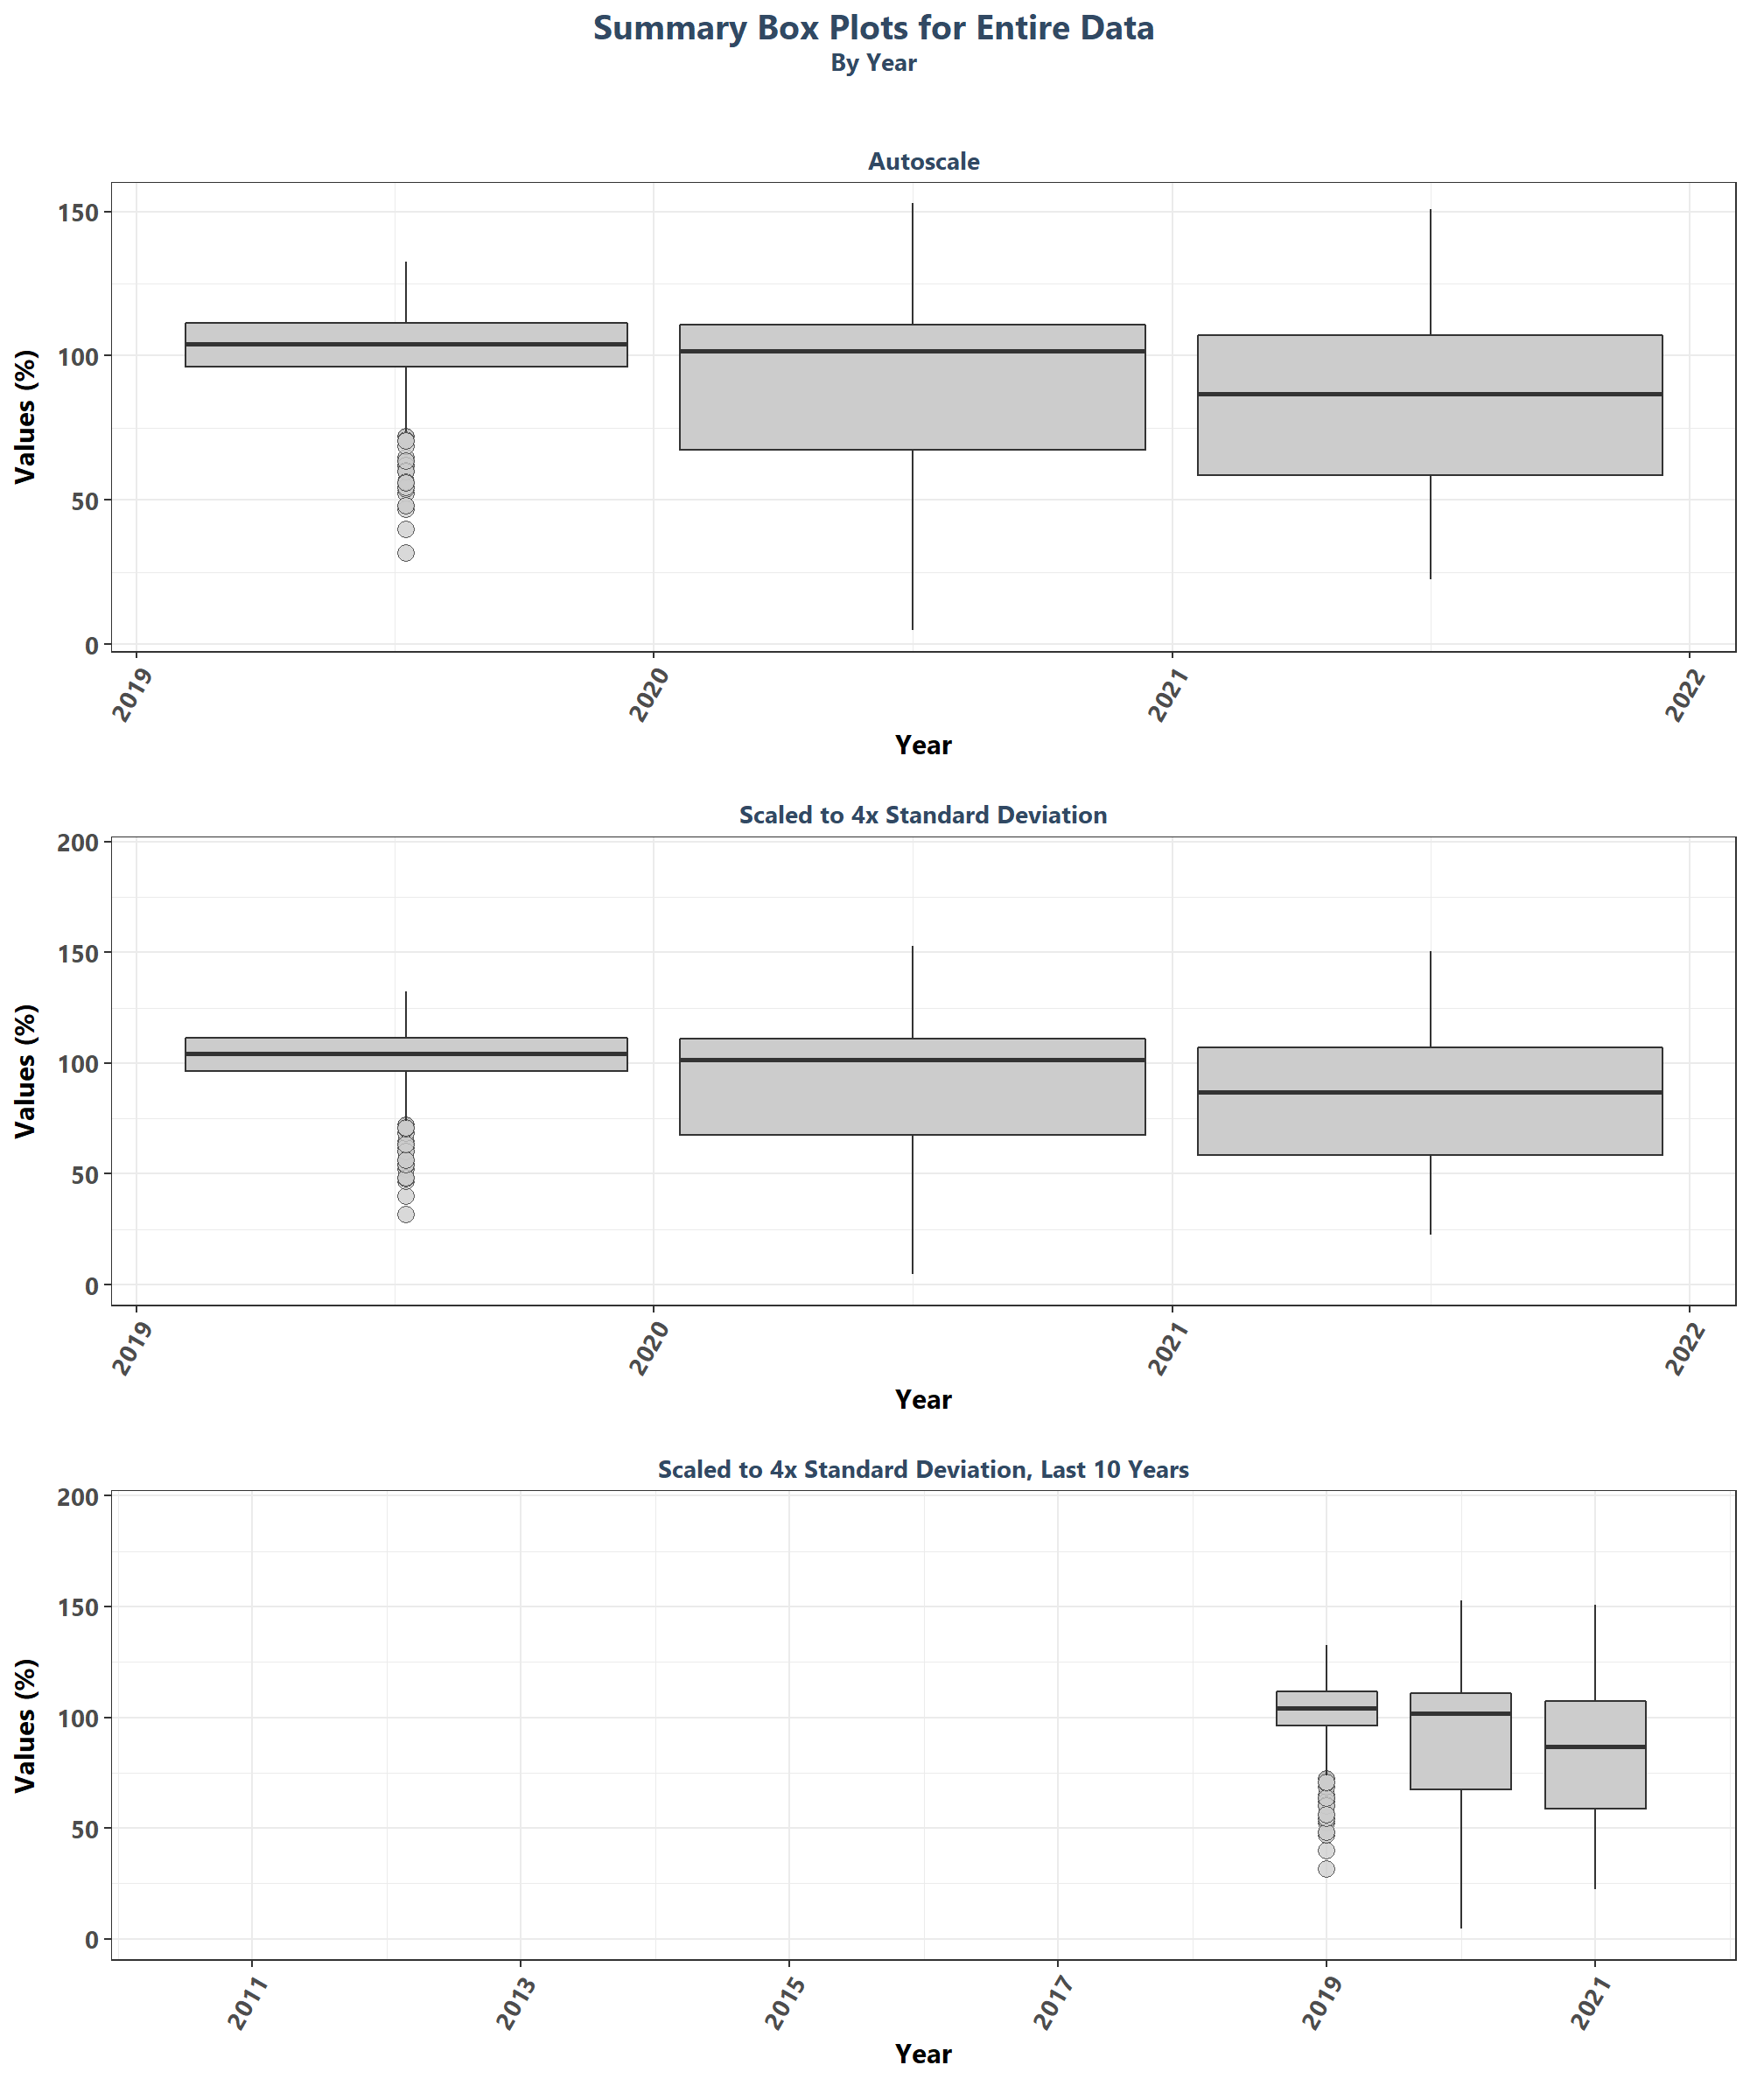 Summary Box Plots for Entire Data
By Year
Autoscale
Values (%)
150
100
50
0
2019 2020 2021 2022
Year
Scaled to 4x Standard Deviation
Values (%)
200
150
100
50
0
2019 2020 2021 2022
Year
Scaled to 4x Standard Deviation, Last 10 Years
Values (%)
200
150
100
50
0
2011 2013 2015 2017 2019 2021
Year